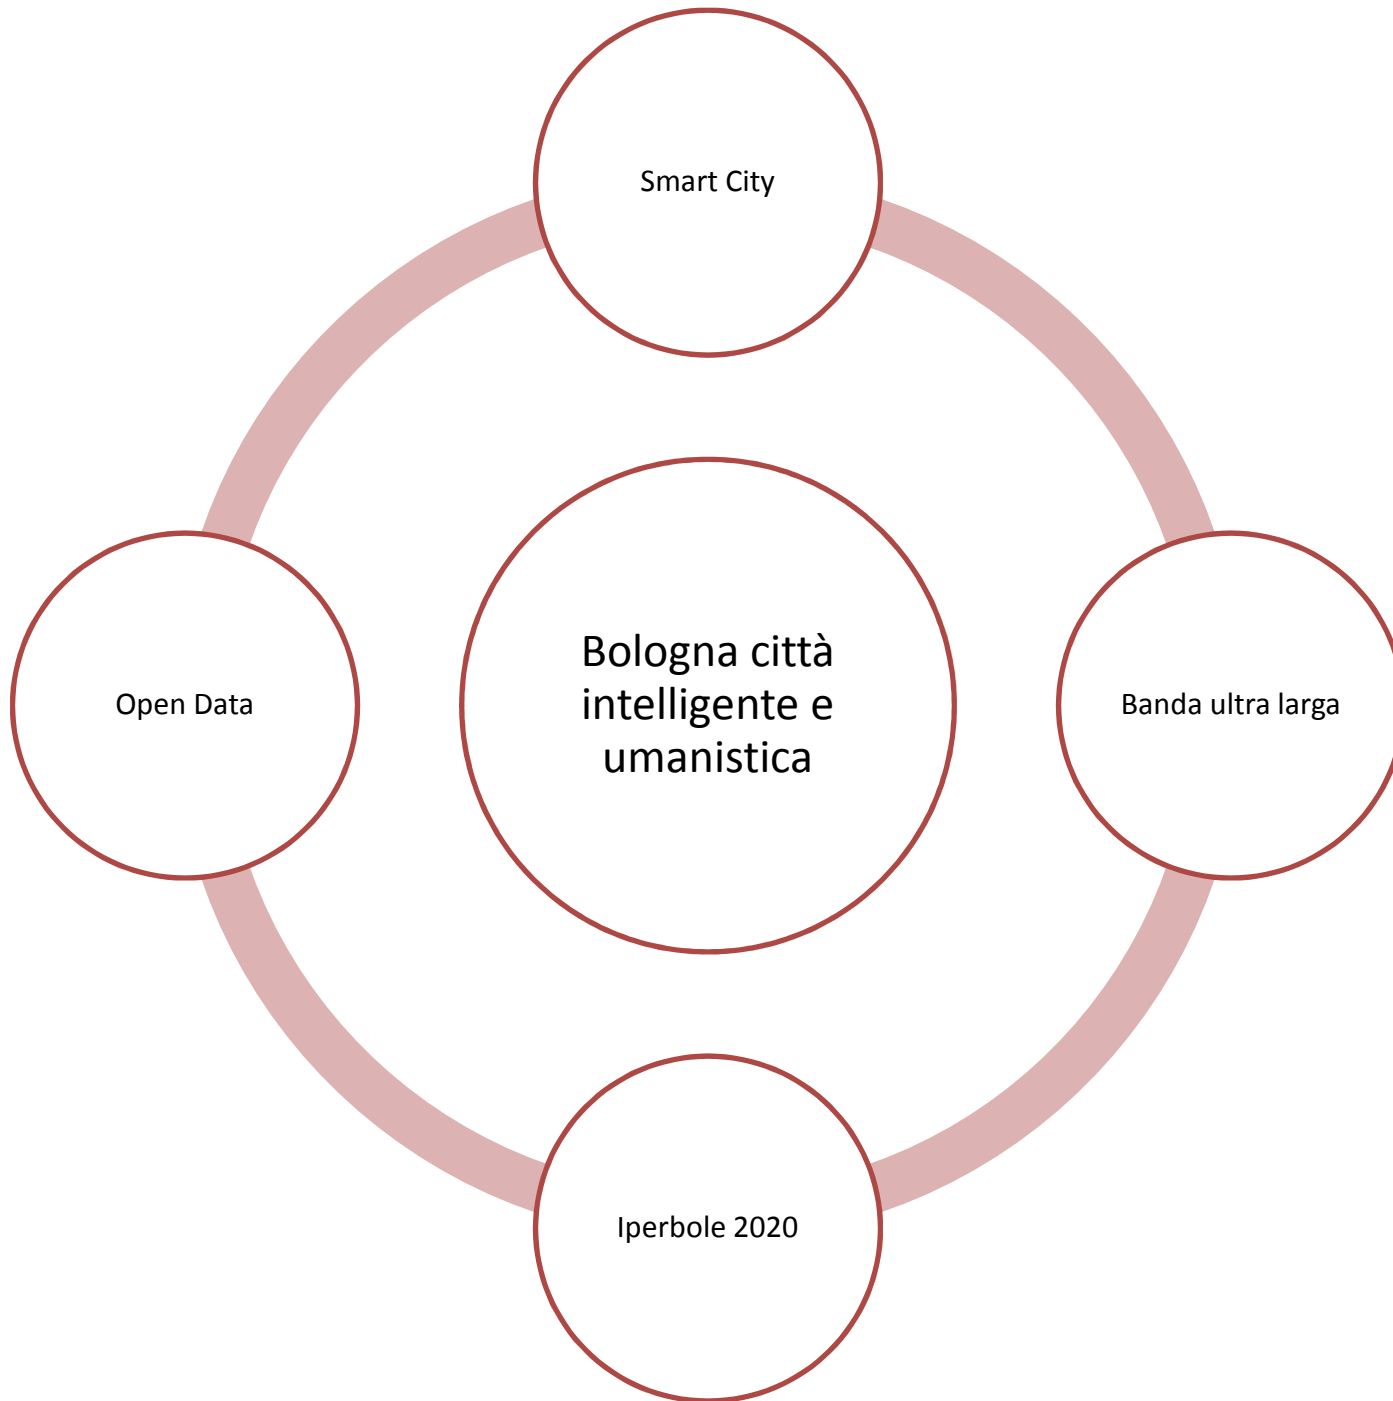 Smart City
Open Data
Bologna città
intelligente e
umanistica
Banda ultra larga
Iperbole 2020